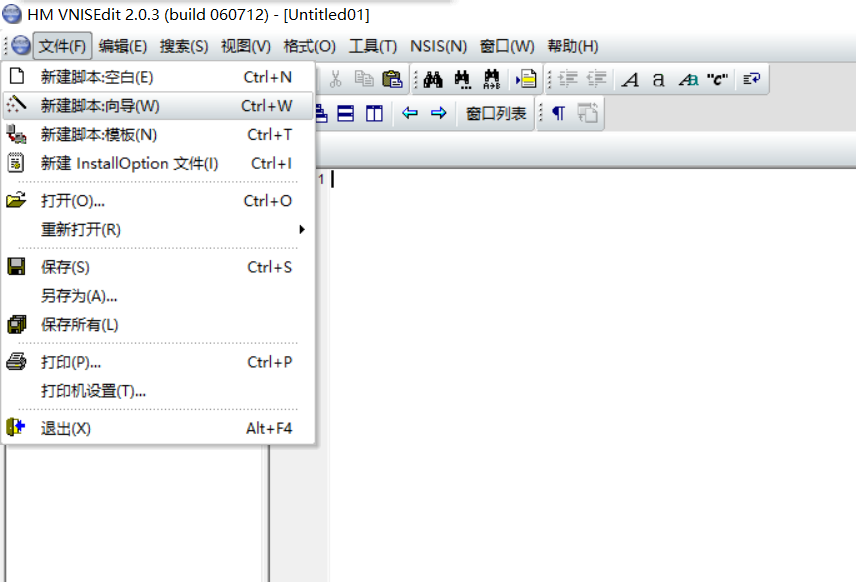 HM VNISEdit 2.0.3 (build 060712) - [Untitled01]
文件(F) 编辑(E) 搜索(S) 视图(V) 格式(O) 工具(T) NSIS(N) 窗口(W) 帮助(H)
新建脚本:空白(E) Ctrl+N
新建脚本:向导(W) Ctrl+W
窗口列表
新建脚本:模板(N) Ctrl+T
新建 InstallOption 文件(I) Ctrl+I
1
打开(O)... Ctrl+O
重新打开(R)
保存(S) Ctrl+S
另存为(A)...
保存所有(L)
打印(P)... Ctrl+P
打印机设置(T)...
退出(X) Alt+F4